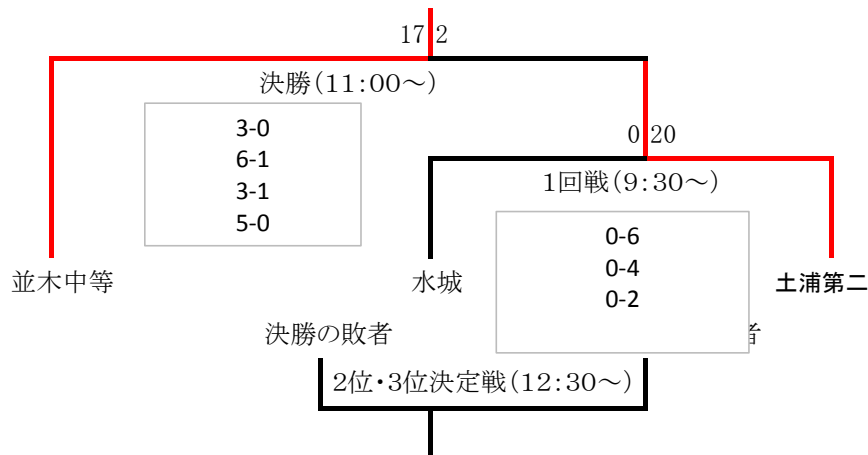 17 2
決勝(11:00～)
3-0
6-1
3-1
5-0
0 20
1回戦(9:30～)
0-6
0-4
0-2
並木中等
水城
土浦第二
決勝の敗者
者
2位・3位決定戦(12:30～)